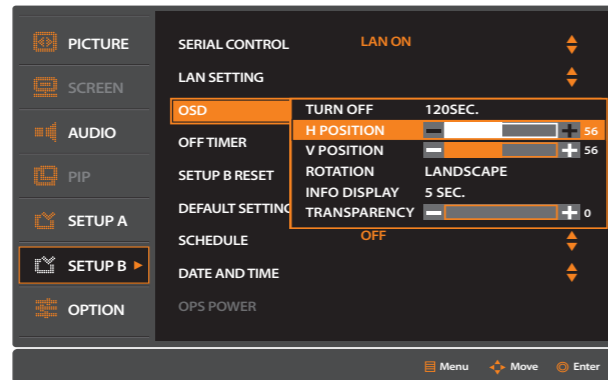 PICTURE
SCREEN
AUDIO
PIP
SETUP A
SETUP B
OPTION
SERIAL CONTROL LAN ON
LAN SETTING
OSD
OFF TIMER
SETUP B RESET
DEFAULT SETTING
SCHEDULE OFF
DATE AND TIME
OPS POWER
TURN OFF 120SEC.
H POSITION 56
V POSITION 56
ROTATION LANDSCAPE
INFO DISPLAY 5 SEC.
TRANSPARENCY 0
Menu Move Enter